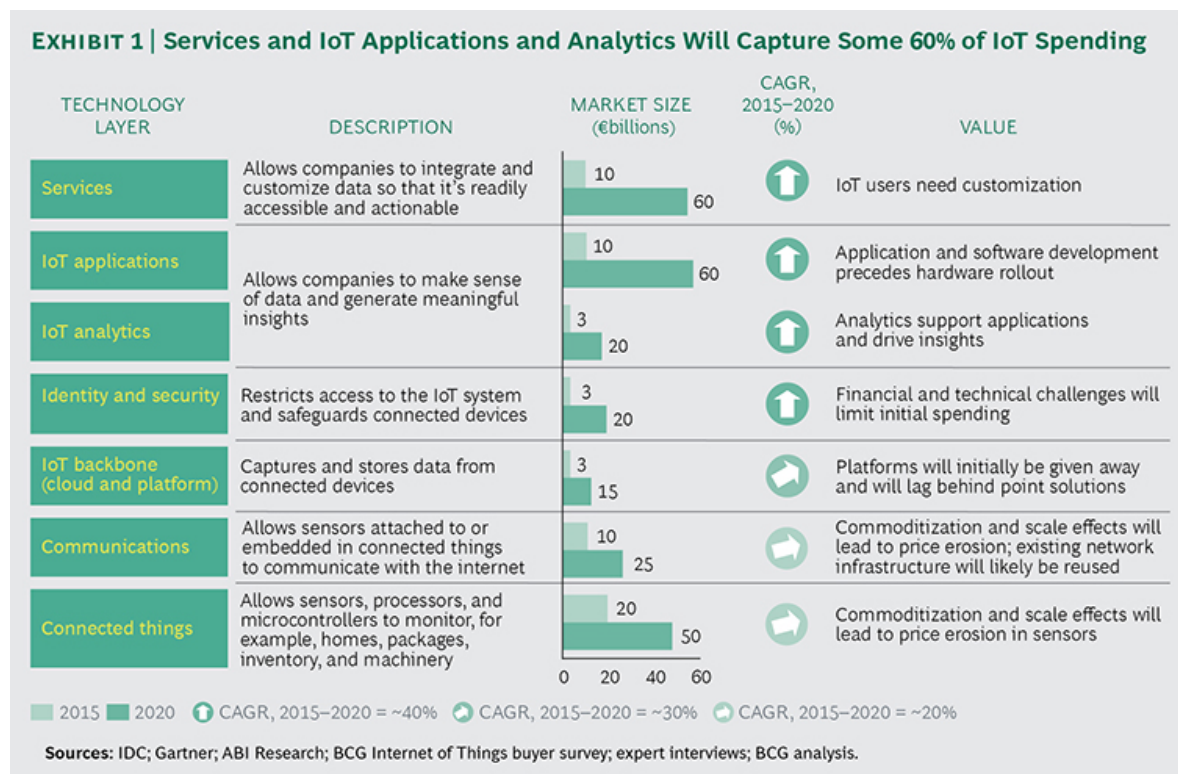 EXHIBIT 1 | Services and IoT Applications and Analytics Will Capture Some 60% of IoT Spending
TECHNOLOGY
LAYER
DESCRIPTION
MARKET SIZE
(€billions)
CAGR,
2015–2020
(%)
VALUE
Services
Allows companies to integrate and
customize data so that it's readily
accessible and actionable
10
60
IoT users need customization
IoT applications
Allows companies to make sense
of data and generate meaningful
insights
10
60
Application and software development
precedes hardware rollout
IoT analytics
3
20
Analytics support applications
and drive insights
Identity and security
Restricts access to the IoT system
and safeguards connected devices
3
20
Financial and technical challenges will
limit initial spending
IoT backbone
(cloud and platform)
Captures and stores data from
connected devices
3
15
Platforms will initially be given away
and will lag behind point solutions
Communications
Allows sensors attached to or
embedded in connected things
to communicate with the internet
10
25
Commoditization and scale effects will
lead to price erosion; existing network
infrastructure will likely be reused
Connected things
Allows sensors, processors, and
microcontrollers to monitor, for
example, homes, packages,
inventory, and machinery
20
50
Commoditization and scale effects will
lead to price erosion in sensors
0 20 40 60
2015 2020 CAGR, 2015–2020 = ~40% CAGR, 2015–2020 = ~30% CAGR, 2015–2020 = ~20%
Sources: IDC; Gartner; ABI Research; BCG Internet of Things buyer survey; expert interviews; BCG analysis.